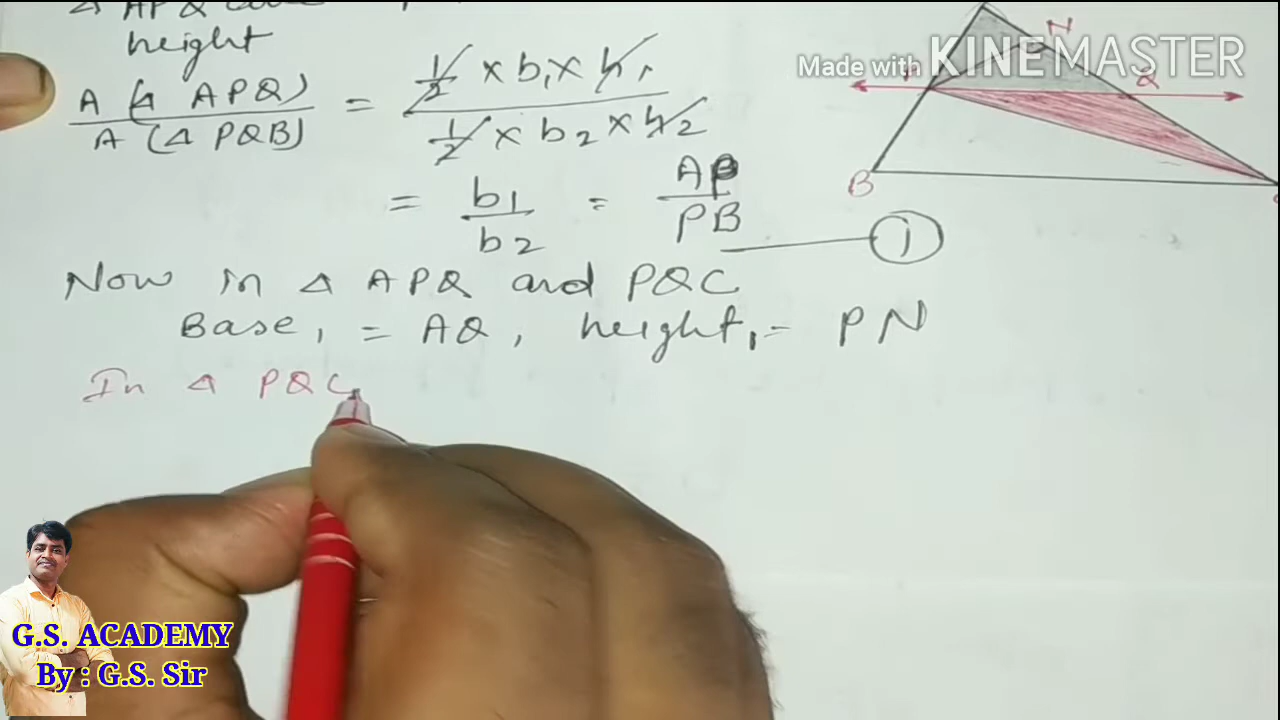 Δ APQ
height
A (Δ APQ) / A (Δ PQB) = 1/2 × b1 × h1 / 1/2 × b2 × h2
= b1 / b2 = AP / PB
1
Now in Δ APQ and PQC
Base1 = AQ, height1 = PN
In Δ PQC
N
P
Q
B
Made with KINEMASTER
G.S. ACADEMY
By : G.S. Sir